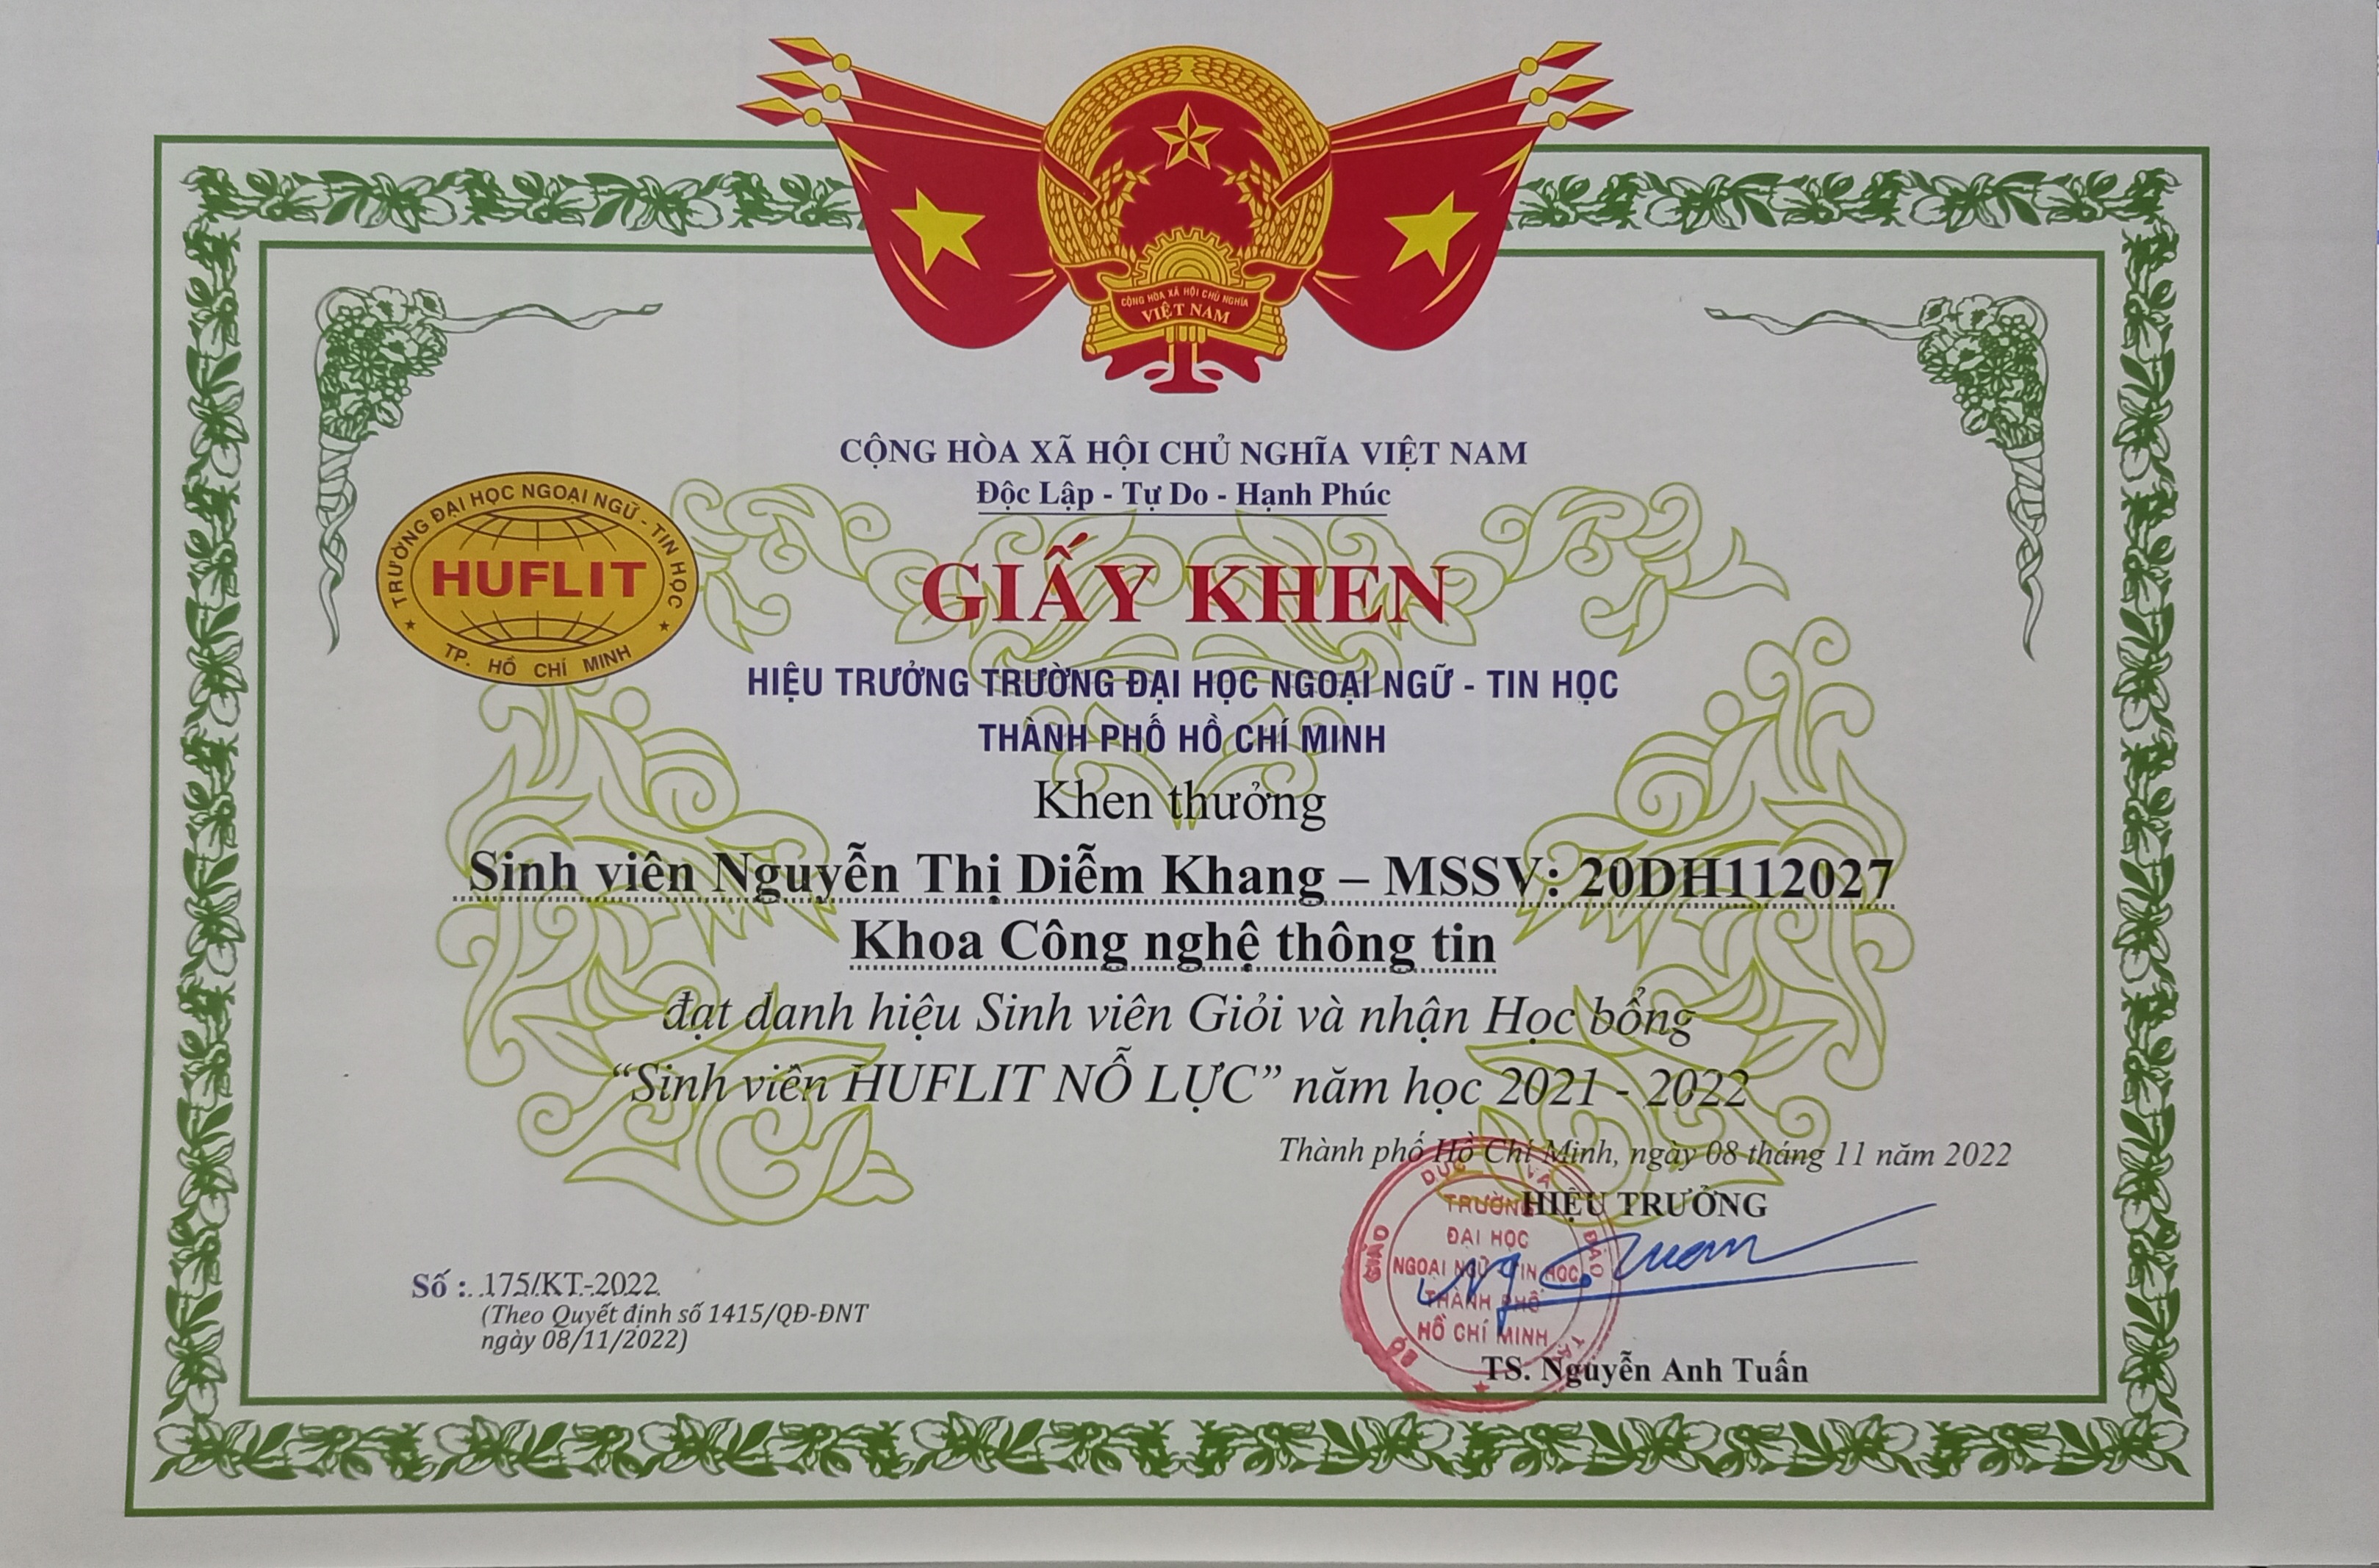 CỘNG HÒA XÃ HỘI CHỦ NGHĨA
VIỆT NAM
CỘNG HÒA XÃ HỘI CHỦ NGHĨA VIỆT NAM
Độc Lập - Tự Do - Hạnh Phúc
TRƯỜNG ĐẠI HỌC NGOẠI NGỮ - TIN HỌC
HUFLIT
TP. HỒ CHÍ MINH
GIẤY KHEN
HIỆU TRƯỞNG TRƯỜNG ĐẠI HỌC NGOẠI NGỮ - TIN HỌC
THÀNH PHỐ HỒ CHÍ MINH
Khen thưởng
Sinh viên Nguyễn Thị Diễm Khang – MSSV: 20DH112027
Khoa Công nghệ thông tin
đạt danh hiệu Sinh viên Giỏi và nhận Học bổng
“Sinh viên HUFLIT NỖ LỰC” năm học 2021 - 2022
Thành phố Hồ Chí Minh, ngày 08 tháng 11 năm 2022
HIỆU TRƯỞNG
BỘ GIÁO DỤC VÀ ĐÀO TẠO
TRƯỜNG
ĐẠI HỌC
NGOẠI NGỮ - TIN HỌC
THÀNH PHỐ
HỒ CHÍ MINH
TS. Nguyễn Anh Tuấn
Số : 175/KT-2022
(Theo Quyết định số 1415/QĐ-ĐNT
ngày 08/11/2022)